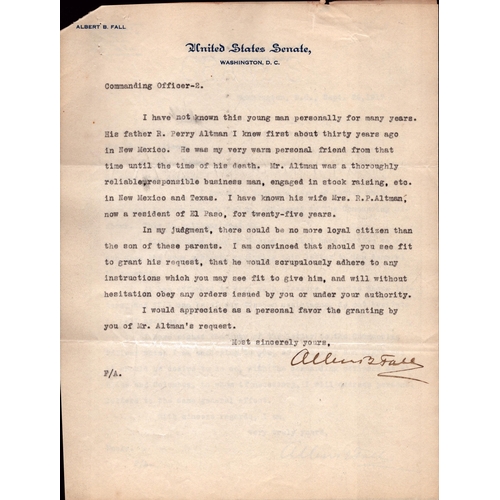 ALBERT B. FALL
United States Senate,
WASHINGTON, D. C.
Commanding Officer-2.
I have not known this young man personally for many years.
His father R. Perry Altman I knew first about thirty years ago
in New Mexico. He was my very warm personal friend from that
time until the time of his death. Mr. Altman was a thoroughly
reliable,responsible business man, engaged in stock raising, etc.
in New Mexico and Texas. I have known his wife Mrs. R.P.Altman,
now a resident of El Paso, for twenty-five years.
In my judgment, there could be no more loyal citizen than
the son of these parents. I am convinced that should you see fit
to grant his request, that he would scrupulously adhere to any
instructions which you may see fit to give him, and will without
hesitation obey any orders issued by you or under your authority.
I would appreciate as a personal favor the granting by
you of Mr. Altman's request.
Most sincerely yours,
Albert B Fall
F/A.